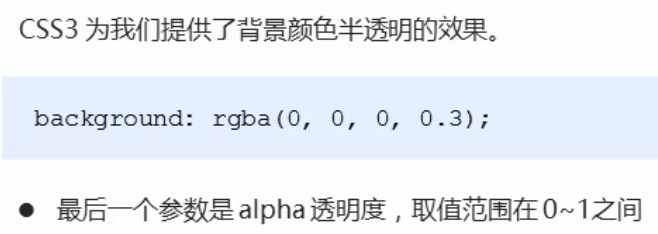 CSS3 为我们提供了背景颜色半透明的效果。
background: rgba(0, 0, 0, 0.3);
● 最后一个参数是alpha透明度，取值范围在0~1之间